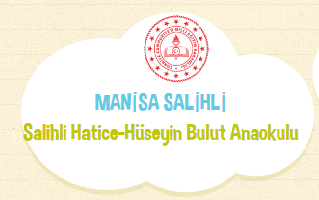 MANİSA SALİHLİ
Salihli Hatice-Hüseyin Bulut Anaokulu